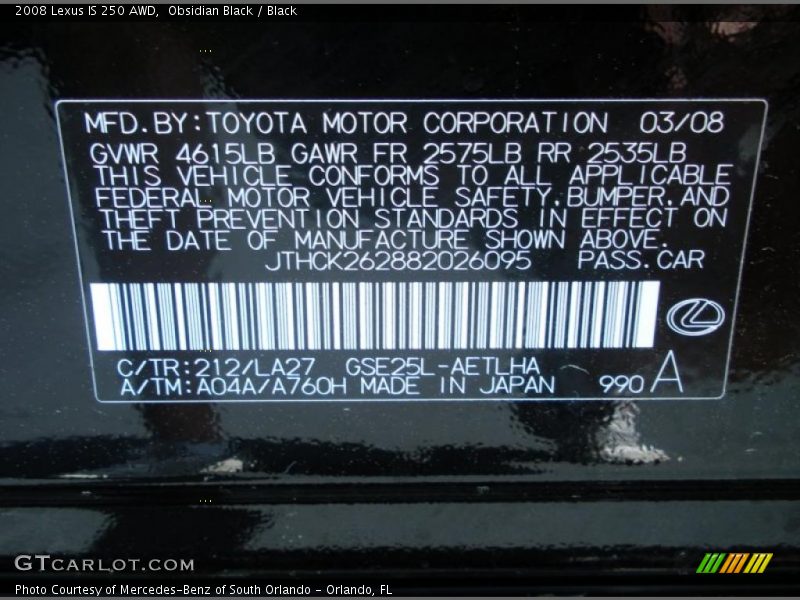 2008 Lexus IS 250 AWD,  Obsidian Black / Black
MFD.BY:TOYOTA MOTOR CORPORATION 03/08
GVWR 4615LB GAWR FR 2575LB RR 2535LB
THIS VEHICLE CONFORMS TO ALL APPLICABLE
FEDERAL MOTOR VEHICLE SAFETY,BUMPER,AND
THEFT PREVENTION STANDARDS IN EFFECT ON
THE DATE OF MANUFACTURE SHOWN ABOVE.
JTHCK262882026095 PASS.CAR
C/TR:212/LA27 GSE25L-AETLHA
A/TM:A04A/A760H MADE IN JAPAN 990 A
GTCARLOT.COM
Photo Courtesy of Mercedes-Benz of South Orlando - Orlando, FL